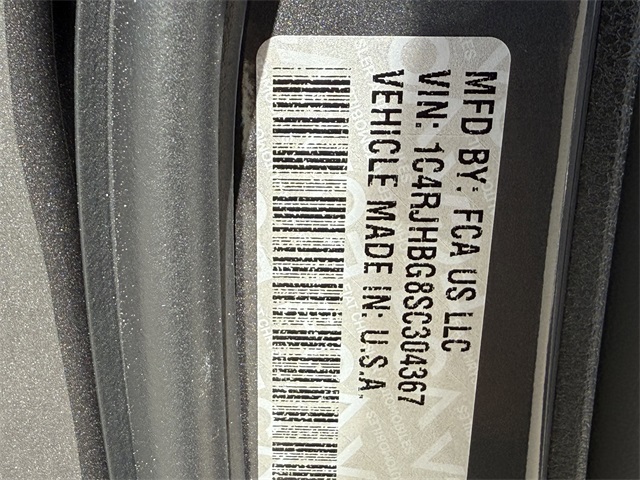 MFD BY: FCA US LLC
VIN: 1C4RJHBG8SC304367
VEHICLE MADE IN: U.S.A.